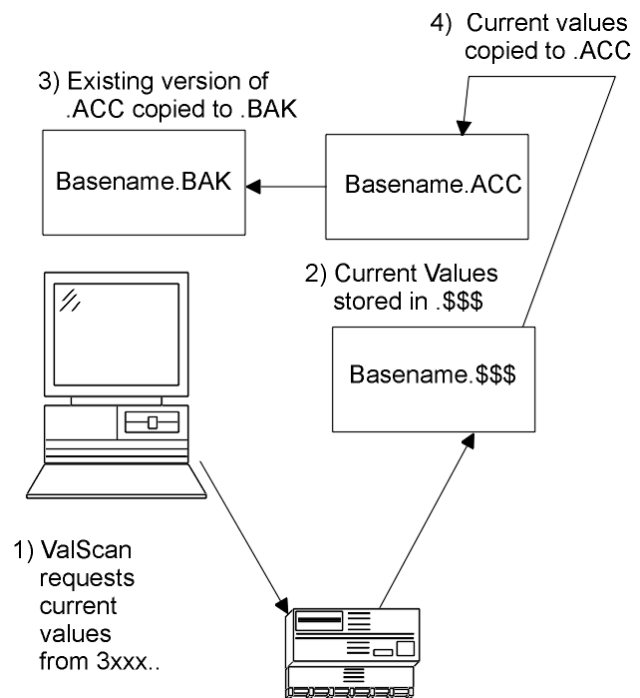 4) Current values
copied to .ACC
3) Existing version of
.ACC copied to .BAK
Basename.BAK
Basename.ACC
2) Current Values
stored in .$$$
Basename.$$$
1) ValScan
requests
current
values
from 3xxx..